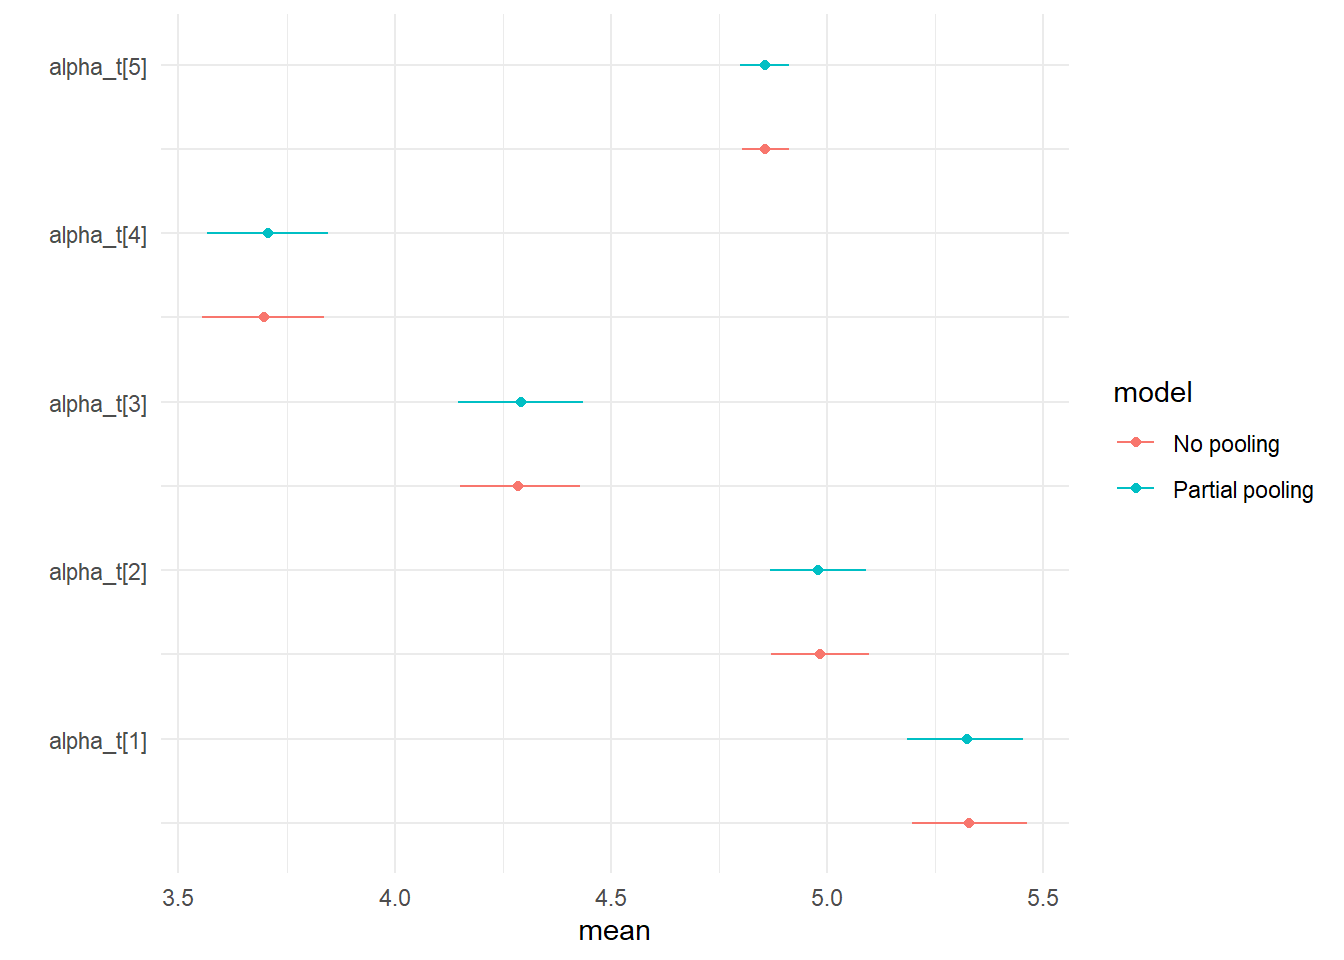 alpha_t[5]
alpha_t[4]
alpha_t[3]
alpha_t[2]
alpha_t[1]
3.5 4.0 4.5 5.0 5.5
mean
model
No pooling
Partial pooling